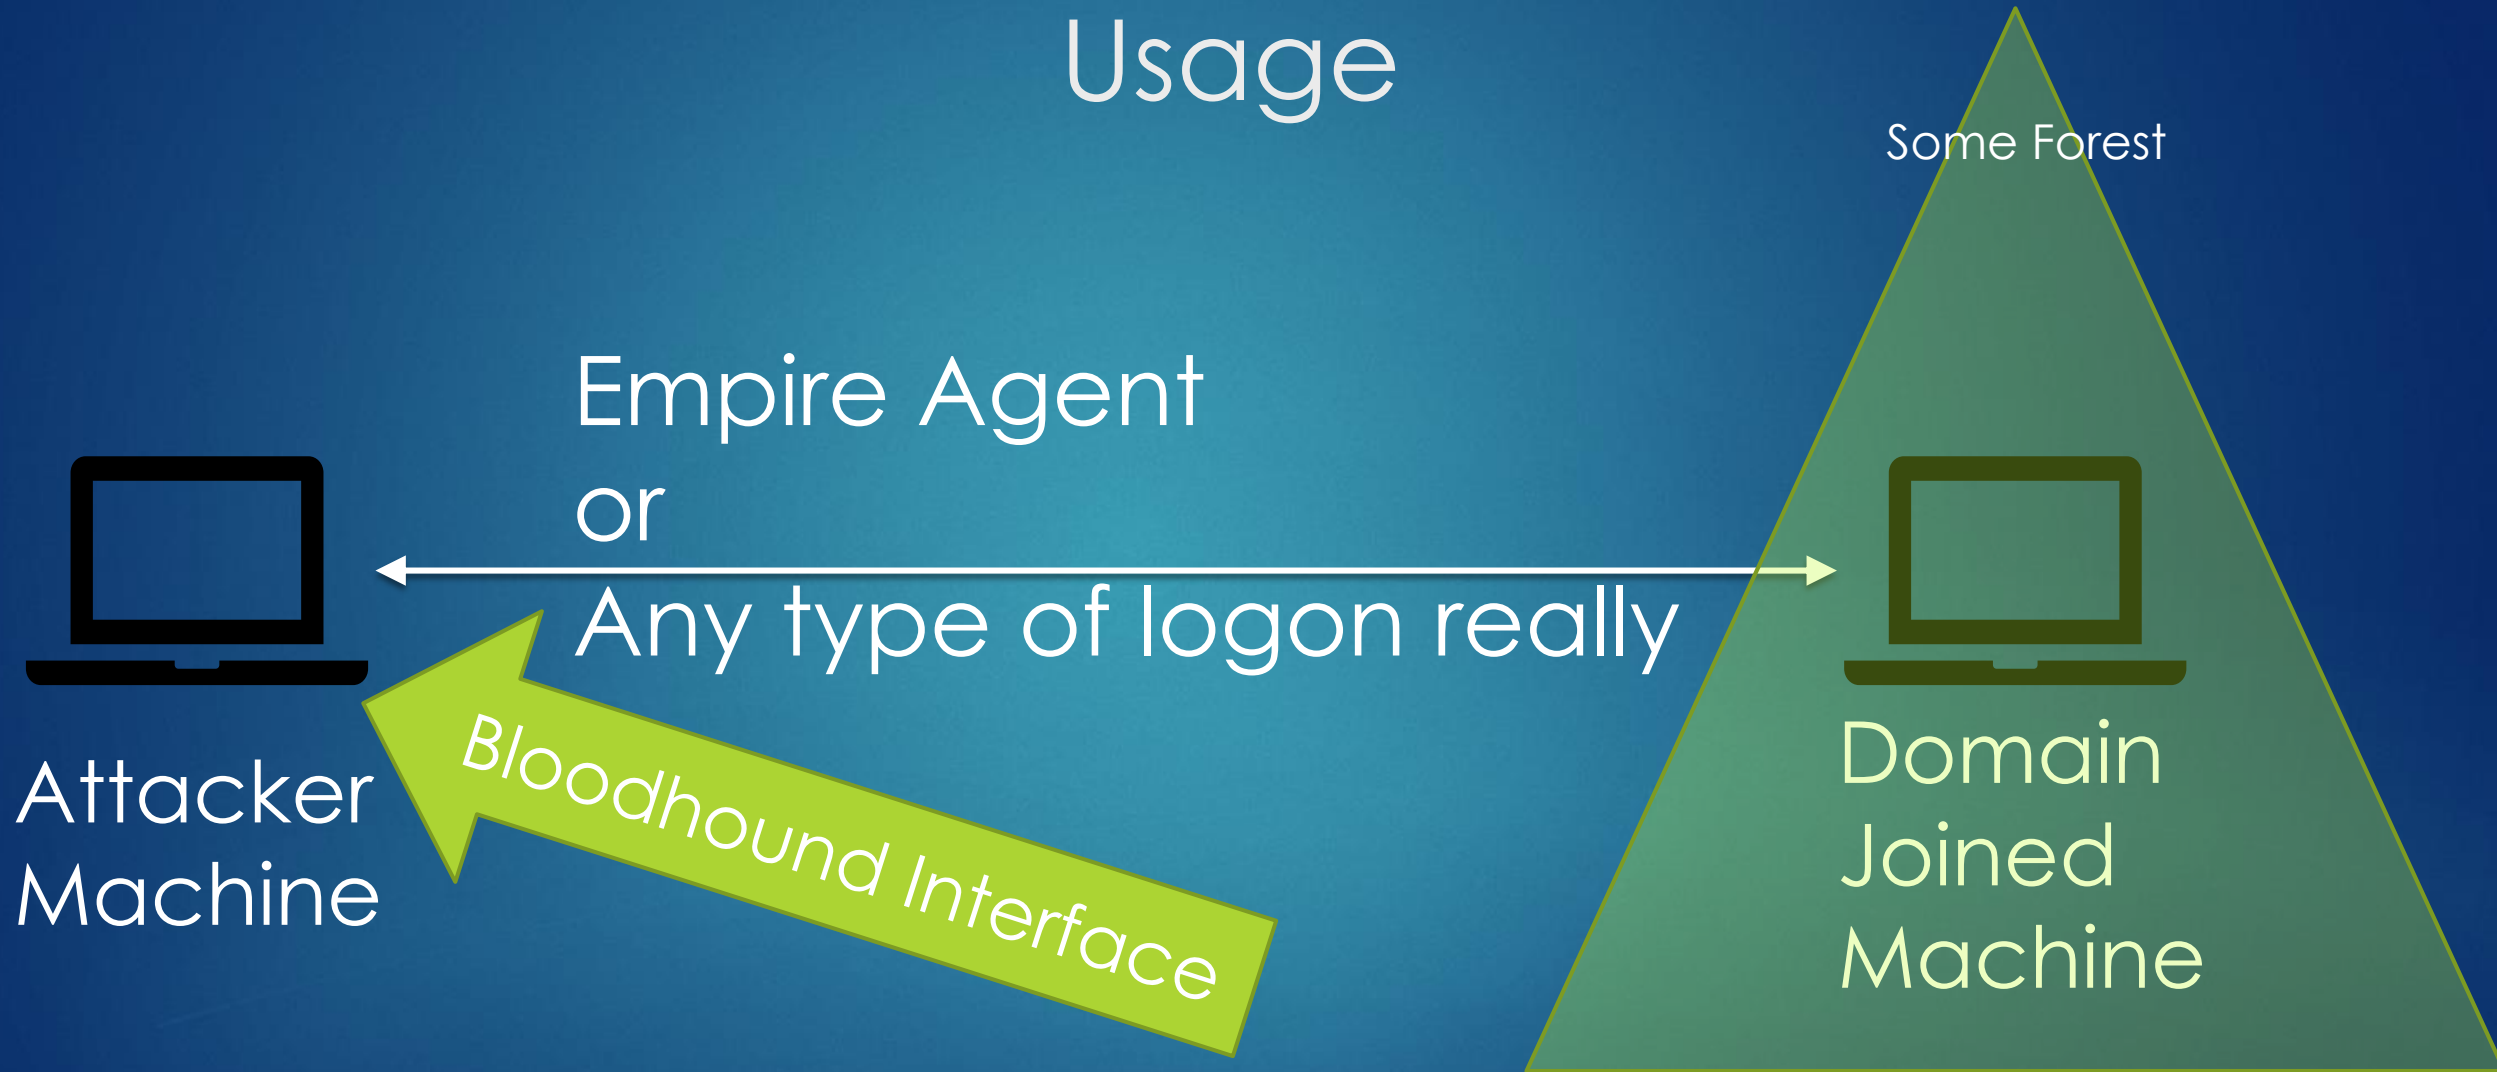 Usage
Some Forest
Empire Agent
or
Any type of logon really
Bloodhound Interface
Attacker
Machine
Domain
Joined
Machine